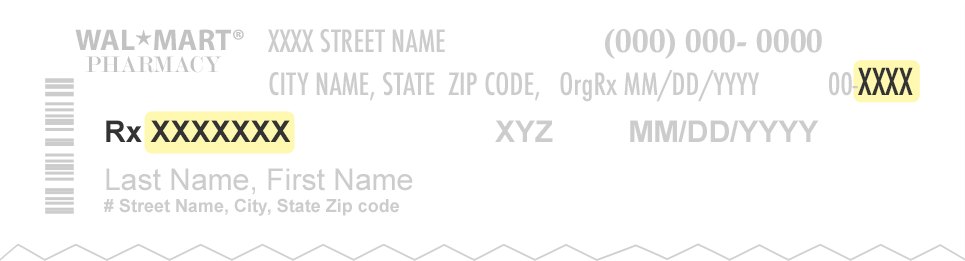 WAL★MART® XXXX STREET NAME (000) 000- 0000
PHARMACY
CITY NAME, STATE ZIP CODE, OrgRx MM/DD/YYYY 00-XXXX
Rx XXXXXXX XYZ MM/DD/YYYY
Last Name, First Name
# Street Name, City, State Zip code